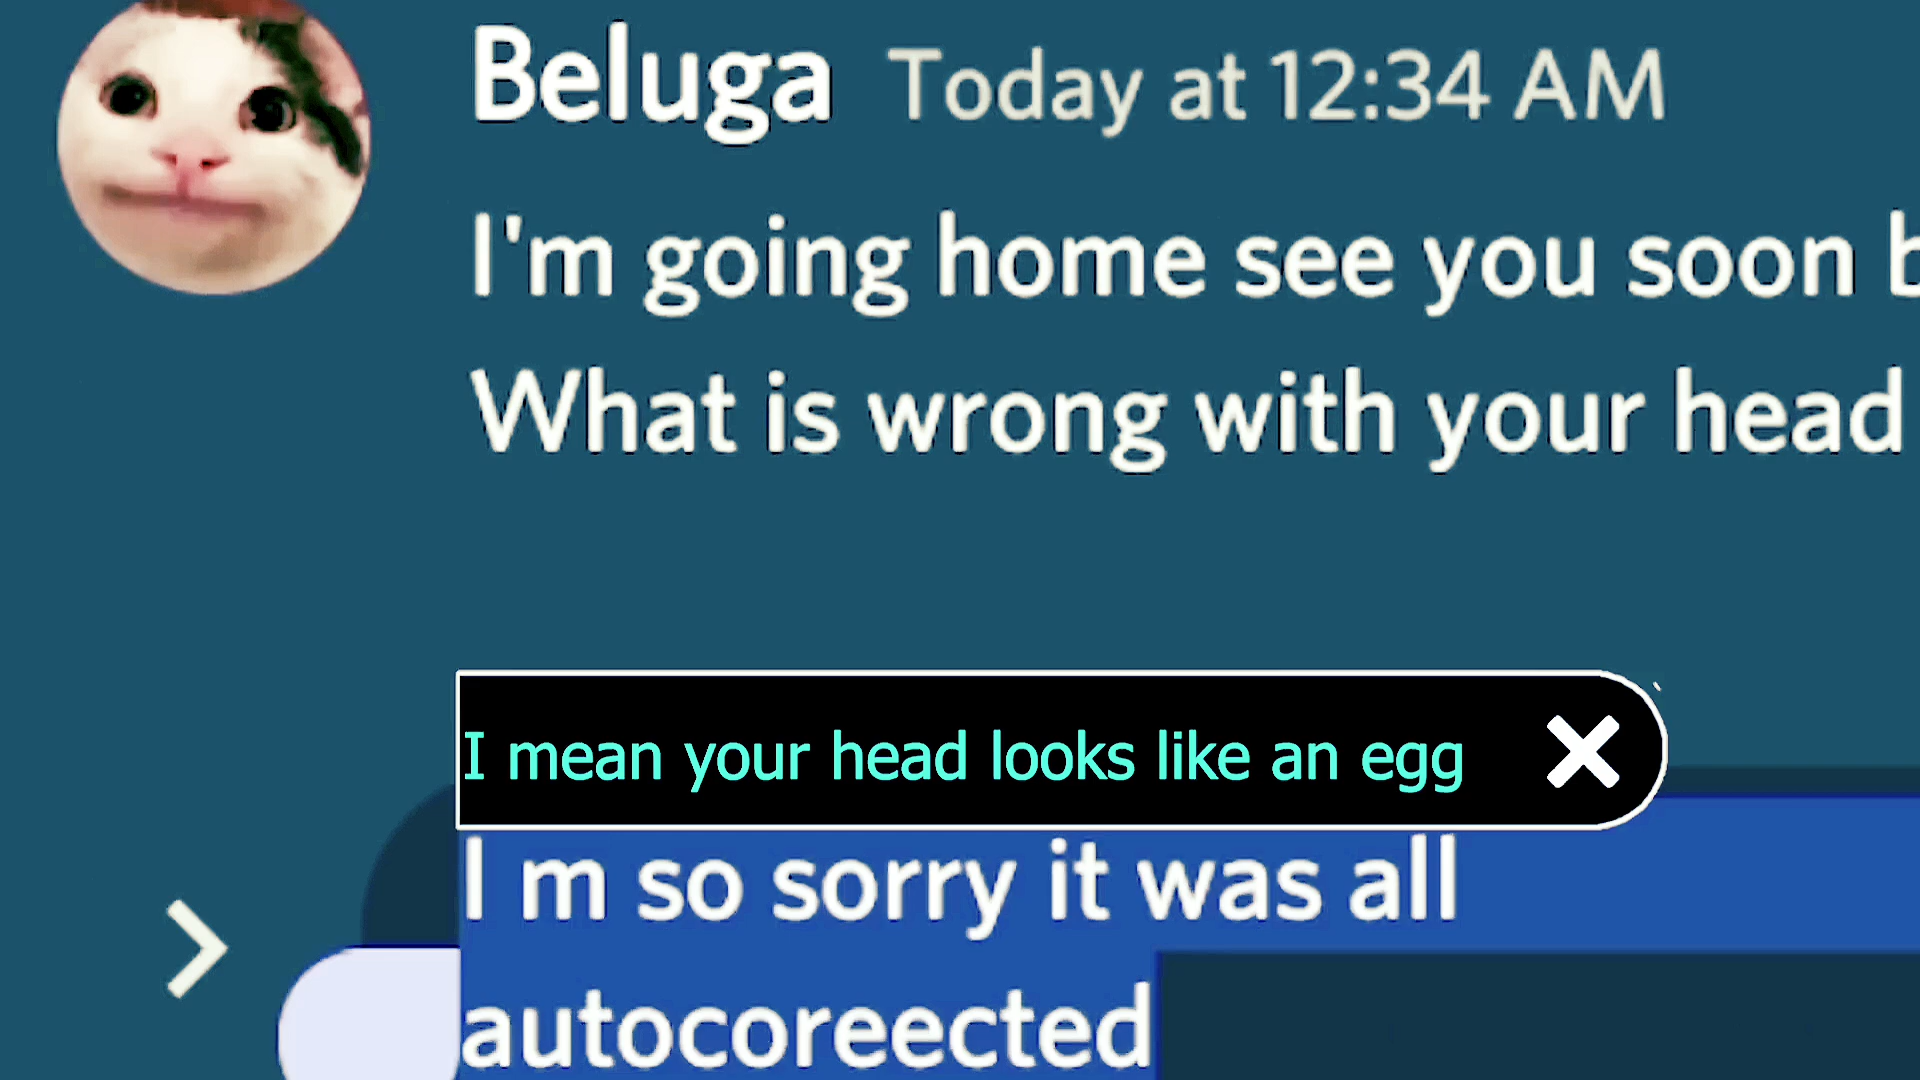 Beluga Today at 12:34 AM
I'm going home see you soon
What is wrong with your head
I mean your head looks like an egg
I m so sorry it was all
autocoreected